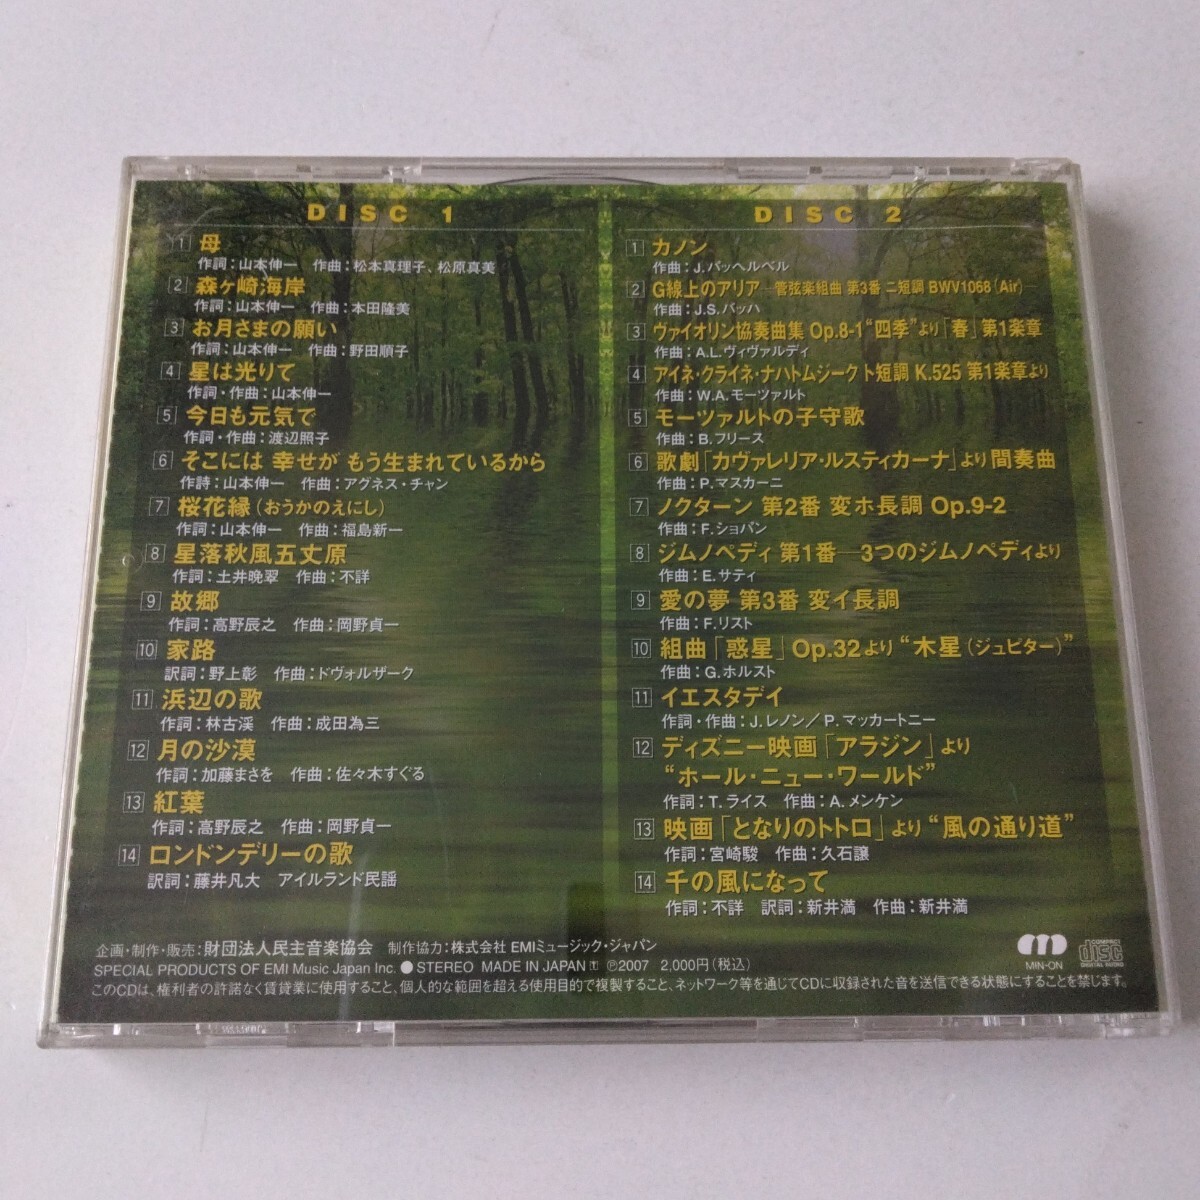 DISC 1
1 母
作詞：山本伸一　作曲：松本真理子、松原真美
2 森ヶ崎海岸
作詞：山本伸一　作曲：本田隆美
3 お月さまの願い
作詞：山本伸一　作曲：野田順子
4 星は光りて
作詞・作曲：山本伸一
5 今日も元気で
作詞・作曲：渡辺照子
6 そこには 幸せが もう生まれているから
作詩：山本伸一　作曲：アグネス・チャン
7 桜花縁（おうかのえにし）
作詞：山本伸一　作曲：福島新一
8 星落秋風五丈原
作詞：土井晩翠　作曲：不詳
9 故郷
作詞：高野辰之　作曲：岡野貞一
10 家路
訳詞：野上彰　作曲：ドヴォルザーク
11 浜辺の歌
作詞：林古渓　作曲：成田為三
12 月の沙漠
作詞：加藤まさを　作曲：佐々木すぐる
13 紅葉
作詞：高野辰之　作曲：岡野貞一
14 ロンドンデリーの歌
訳詞：藤井凡大　アイルランド民謡
DISC 2
1 カノン
作曲：J.パッヘルベル
2 G線上のアリア ―管弦楽組曲 第3番 ニ短調 BWV1068（Air）―
作曲：J.S.バッハ
3 ヴァイオリン協奏曲集 Op.8-1“四季”より「春」第1楽章
作曲：A.L.ヴィヴァルディ
4 アイネ・クライネ・ナハトムジーク ト短調 K.525 第1楽章より
作曲：W.A.モーツァルト
5 モーツァルトの子守歌
作曲：B.フリース
6 歌劇「カヴァレリア・ルスティカーナ」より間奏曲
作曲：P.マスカーニ
7 ノクターン 第2番 変ホ長調 Op.9-2
作曲：F.ショパン
8 ジムノペディ 第1番―3つのジムノペディより
作曲：E.サティ
9 愛の夢 第3番 変イ長調
作曲：F.リスト
10 組曲「惑星」Op.32より“木星（ジュピター）”
作曲：G.ホルスト
11 イエスタデイ
作詞・作曲：J.レノン／P.マッカートニー
12 ディズニー映画「アラジン」より
“ホール・ニュー・ワールド”
作詞：T.ライス　作曲：A.メンケン
13 映画「となりのトトロ」より“風の通り道”
作詞：宮崎駿　作曲：久石譲
14 千の風になって
作詞：不詳　訳詞：新井満　作曲：新井満
企画・制作・販売：財団法人民主音楽協会　制作協力：株式会社 EMIミュージック・ジャパン
SPECIAL PRODUCTS OF EMI Music Japan Inc. ● STEREO MADE IN JAPAN ℗2007 2,000円（税込）
このCDは、権利者の許諾なく賃貸業に使用すること、個人的な範囲を超える使用目的で複製すること、ネットワーク等を通じてCDに収録された音を送信できる状態にすることを禁じます。
MIN-ON
COMPACT
disc
DIGITAL AUDIO